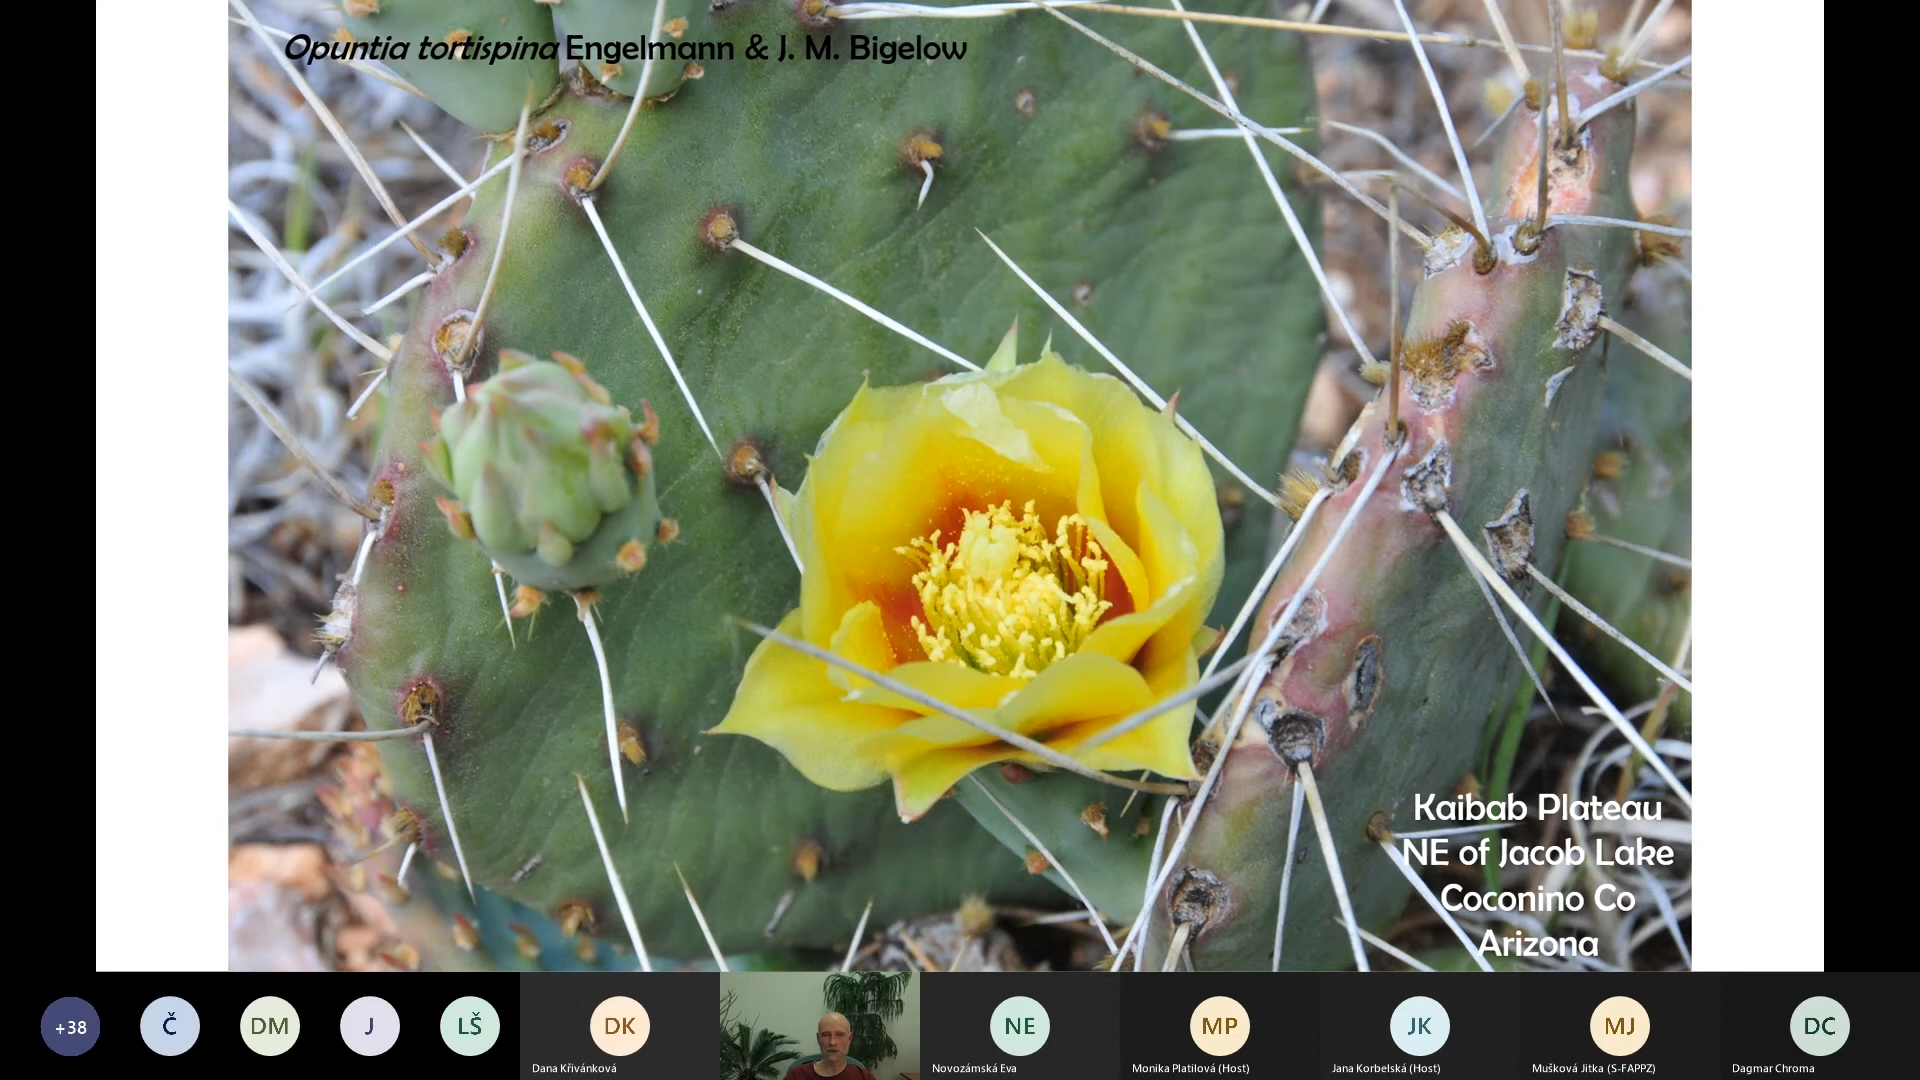 Opuntia tortispina Engelmann & J. M. Bigelow
Kaibab Plateau
NE of Jacob Lake
Coconino Co
Arizona
+38
Č
DM
J
LŠ
DK
NE
MP
JK
MJ
DC
Dana Křivánková
Novozámská Eva
Monika Platilová (Host)
Jana Korbelská (Host)
Mušková Jitka (S-FAPPZ)
Dagmar Chroma